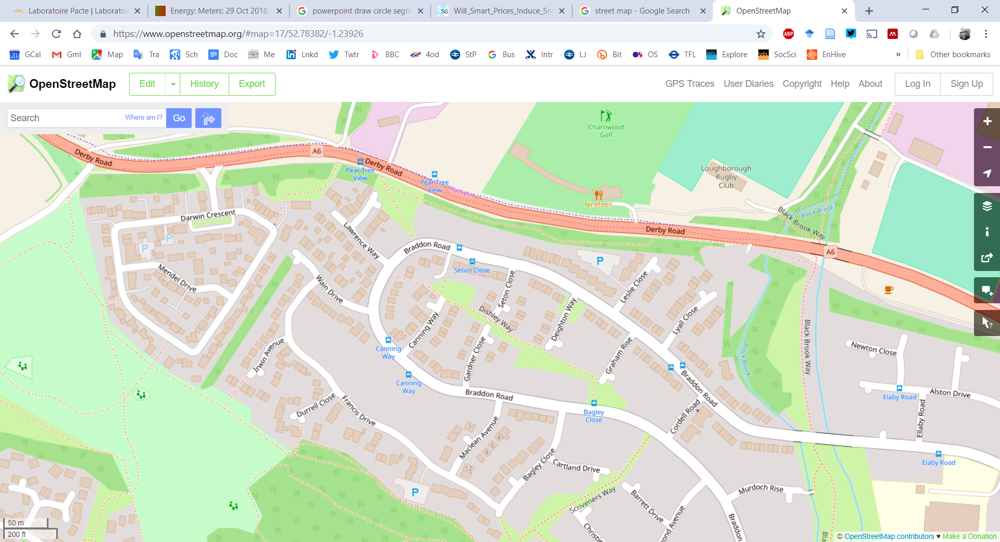 Laboratoire Pacte | Laboratoi
Energy: Meters: 29 Oct 2018:
powerpoint draw circle segm
Will_Smart_Prices_Induce_Sm
street map - Google Search
OpenStreetMap
https://www.openstreetmap.org/#map=17/52.78382/-1.23926
ABP
31 GCal
Gml
Map
Tra
Sch
Doc
Me
Lnkd
Twtr
BBC
4od
StP
Bus
Intr
LJ
Bit
OS
TFL
Explore
SocSci
EnHive
»
Other bookmarks
OpenStreetMap
Edit
History
Export
GPS Traces
User Diaries
Copyright
Help
About
Log In
Sign Up
Search
Where am I?
Go
Charnwood
Golf
Derby Road
A6
Derby Road
Pear Tree
View
Pear Tree
View
Hathern
Loughborough
Rugby
Club
Nineteen
Black Brook
Black Brook Way
Derby Road
A6
Darwin Crescent
P
P
Lawrence Way
Braddon Road
Seton Close
P
Mendel Drive
Wain Drive
Seton Close
Leslie Close
Dishley Way
Deighton Way
Lyall Close
Canning Way
Black Brook Way
Irwin Avenue
Canning
Way
Gardner Close
Graham Rise
Black Brook
Newton Close
Canning
Way
Braddon Road
Braddon Road
Elaby Road
Alston Drive
Durrell Close
Francis Drive
Bagley
Close
Cordell Road
Ellaby Road
Maclean Avenue
1
4
6
8
12
Bagley Close
Cartland Drive
Elaby Road
P
Scriveners Way
Barrett Drive
Murdoch Rise
Christie
ond Avenue
Braddon
Bla
50 m
200 ft
© OpenStreetMap contributors ♥ Make a Donation